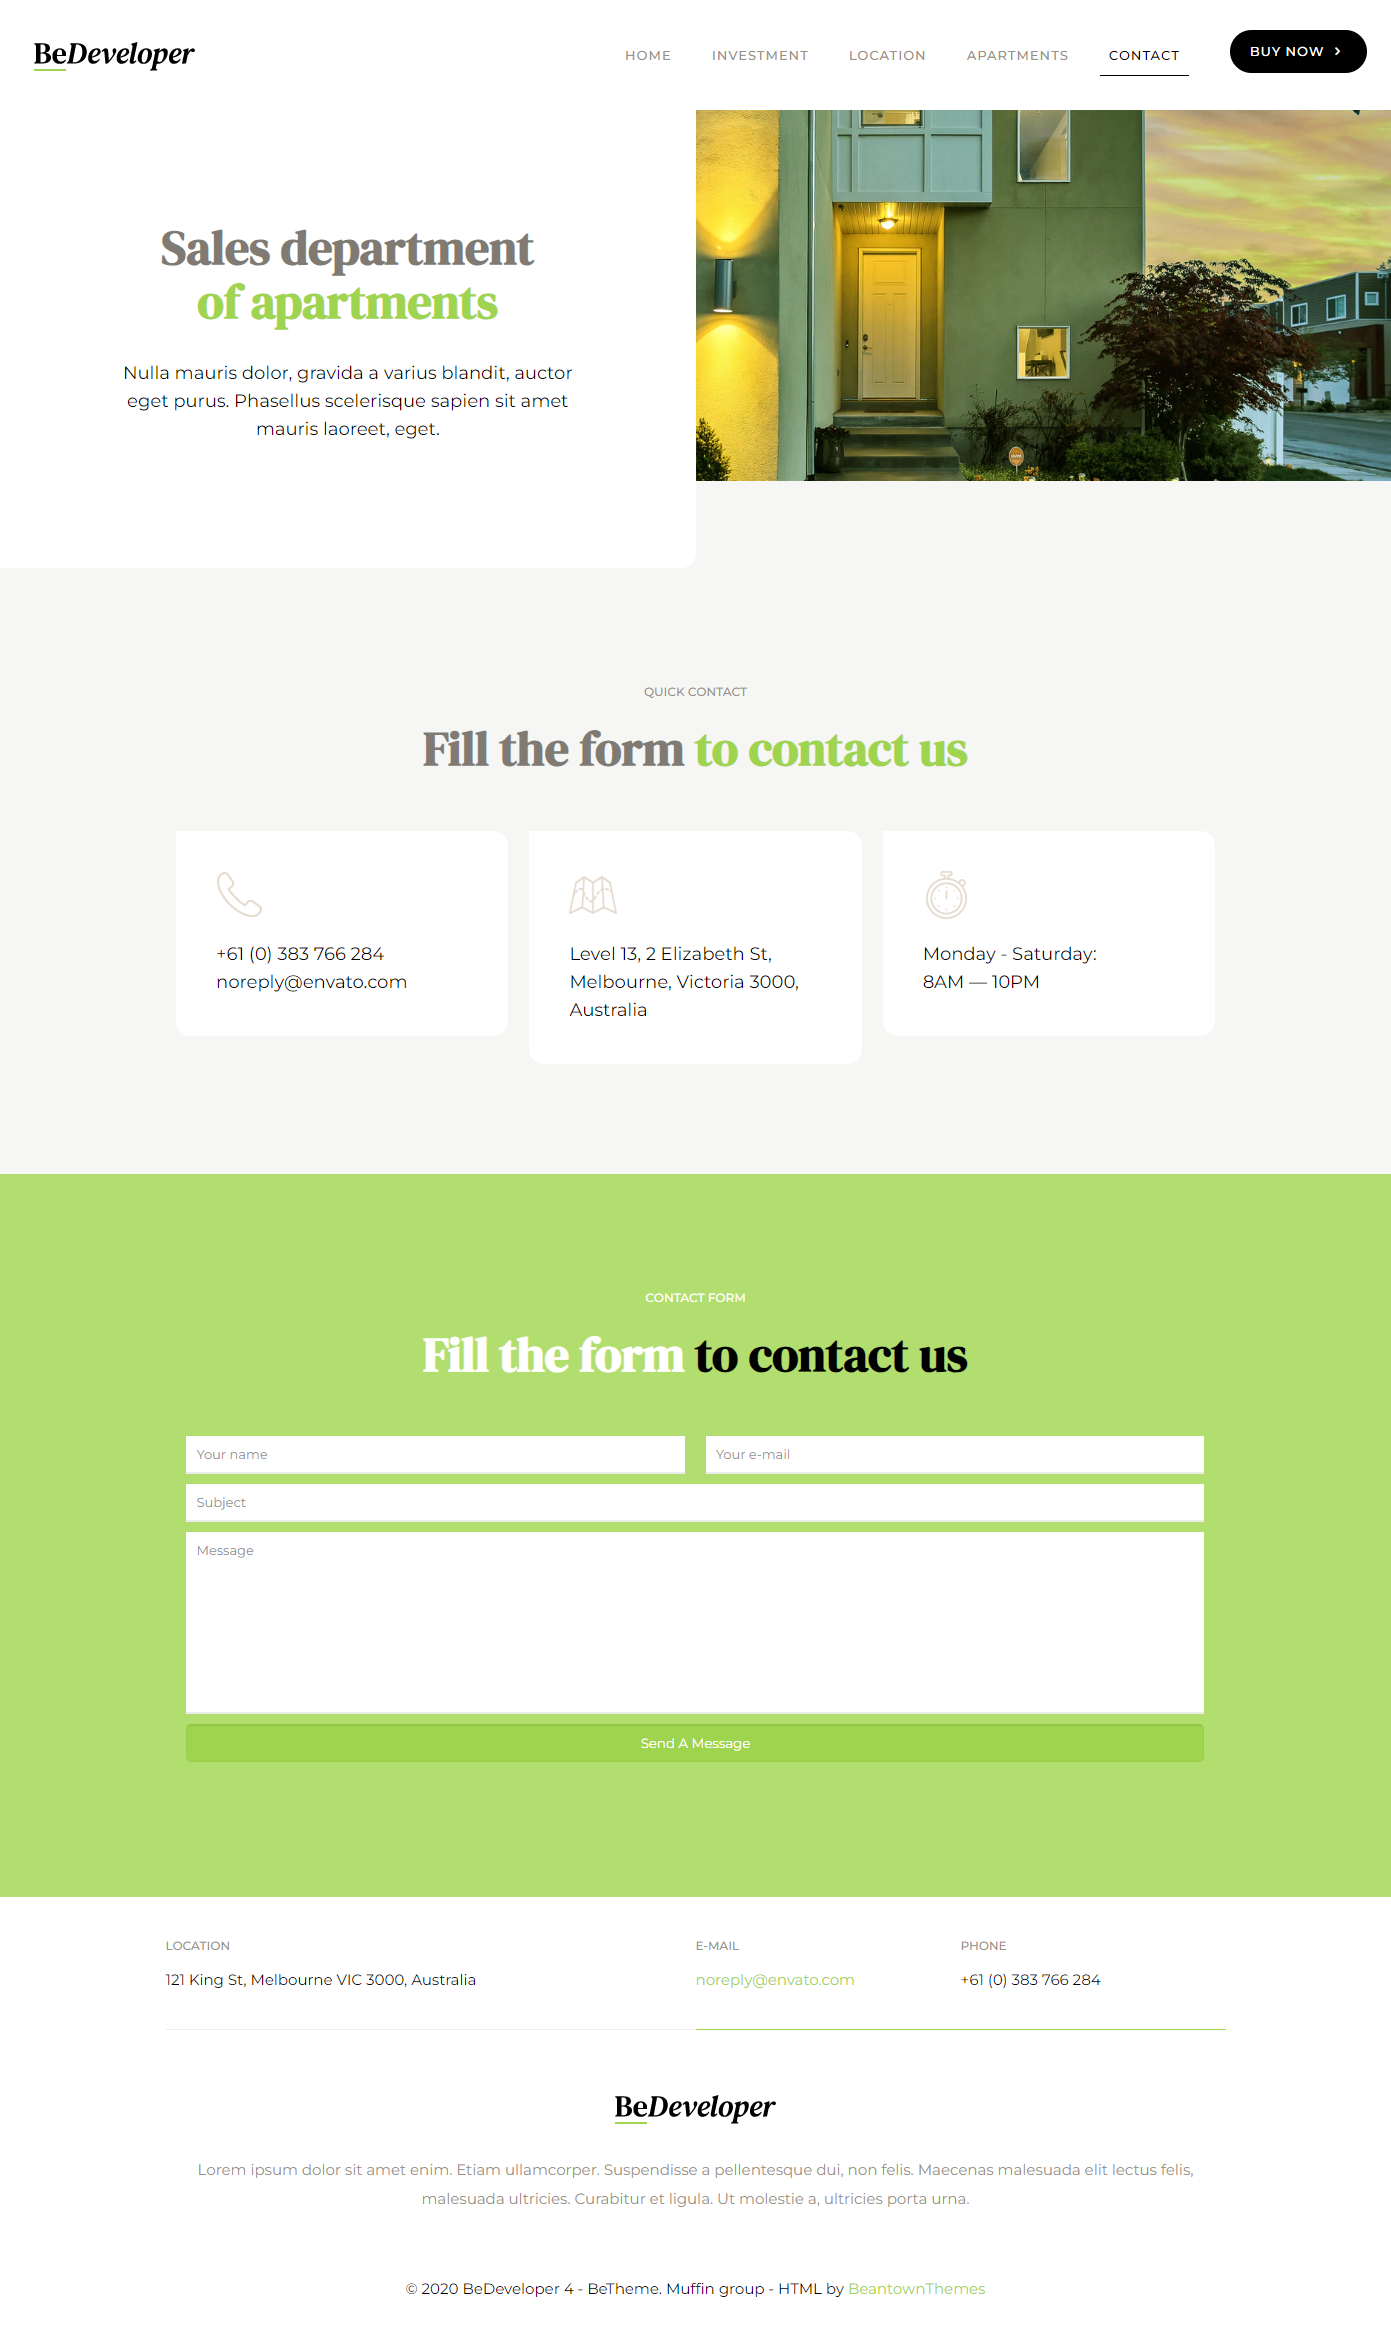 BeDeveloper
HOME INVESTMENT LOCATION APARTMENTS CONTACT BUY NOW
Sales department
of apartments
Nulla mauris dolor, gravida a varius blandit, auctor
eget purus. Phasellus scelerisque sapien sit amet
mauris laoreet, eget.
QUICK CONTACT
Fill the form to contact us
+61 (0) 383 766 284
noreply@envato.com
Level 13, 2 Elizabeth St,
Melbourne, Victoria 3000,
Australia
Monday - Saturday:
8AM — 10PM
CONTACT FORM
Fill the form to contact us
Your name
Your e-mail
Subject
Message
Send A Message
LOCATION
121 King St, Melbourne VIC 3000, Australia
E-MAIL
noreply@envato.com
PHONE
+61 (0) 383 766 284
BeDeveloper
Lorem ipsum dolor sit amet enim. Etiam ullamcorper. Suspendisse a pellentesque dui, non felis. Maecenas malesuada elit lectus felis,
malesuada ultricies. Curabitur et ligula. Ut molestie a, ultricies porta urna.
© 2020 BeDeveloper 4 - BeTheme. Muffin group - HTML by BeantownThemes